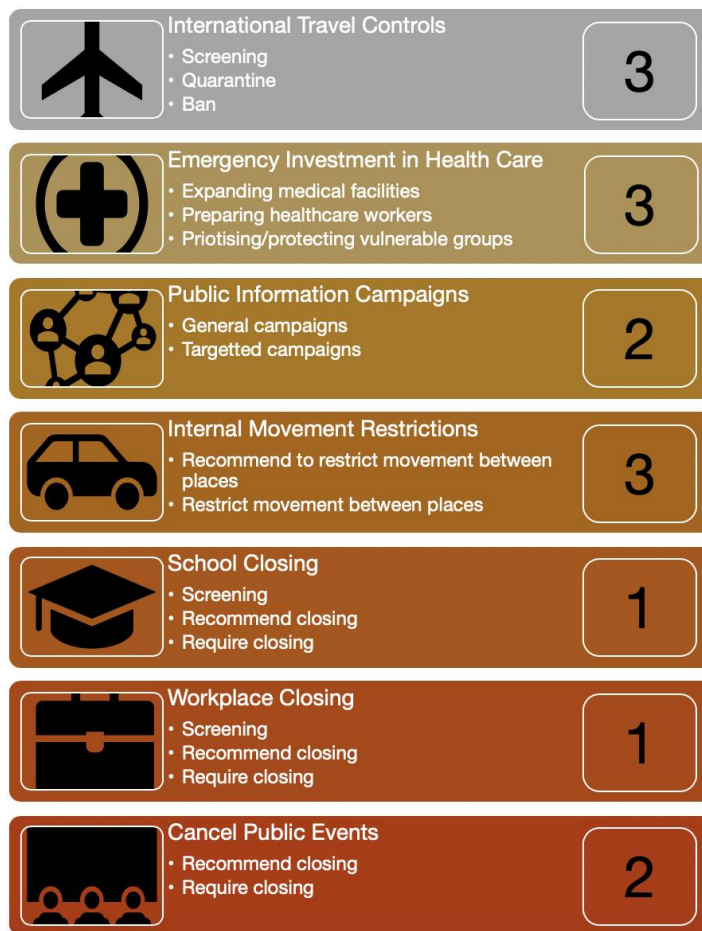 International Travel Controls
• Screening
• Quarantine
• Ban
3
Emergency Investment in Health Care
• Expanding medical facilities
• Preparing healthcare workers
• Priotising/protecting vulnerable groups
3
Public Information Campaigns
• General campaigns
• Targetted campaigns
2
Internal Movement Restrictions
• Recommend to restrict movement between
places
• Restrict movement between places
3
School Closing
• Screening
• Recommend closing
• Require closing
1
Workplace Closing
• Screening
• Recommend closing
• Require closing
1
Cancel Public Events
• Recommend closing
• Require closing
2